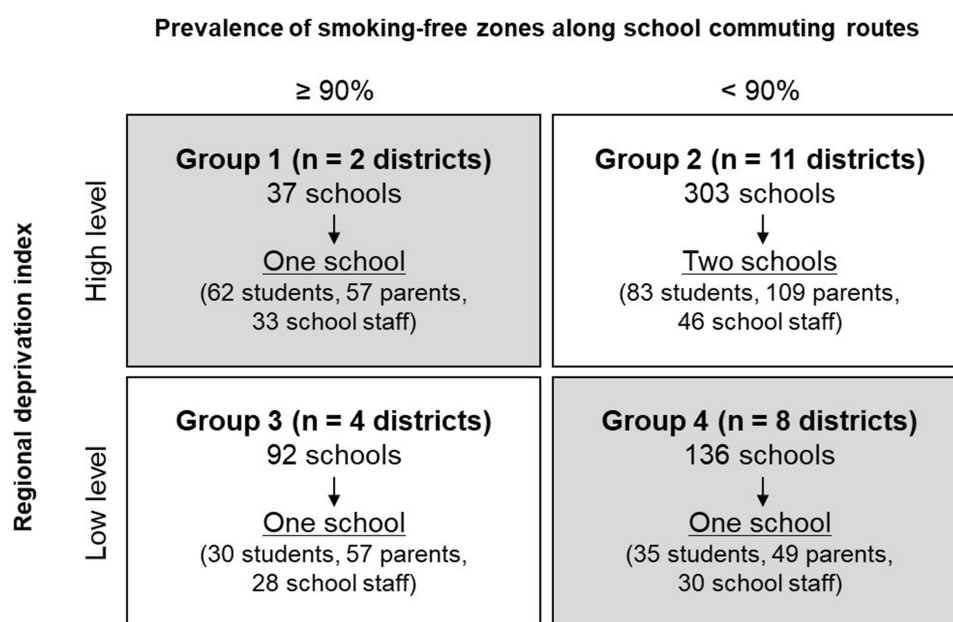 Prevalence of smoking-free zones along school commuting routes
≥ 90%
< 90%
Regional deprivation index
High level
Group 1 (n = 2 districts)
37 schools
One school
(62 students, 57 parents,
33 school staff)
Group 2 (n = 11 districts)
303 schools
Two schools
(83 students, 109 parents,
46 school staff)
Low level
Group 3 (n = 4 districts)
92 schools
One school
(30 students, 57 parents,
28 school staff)
Group 4 (n = 8 districts)
136 schools
One school
(35 students, 49 parents,
30 school staff)